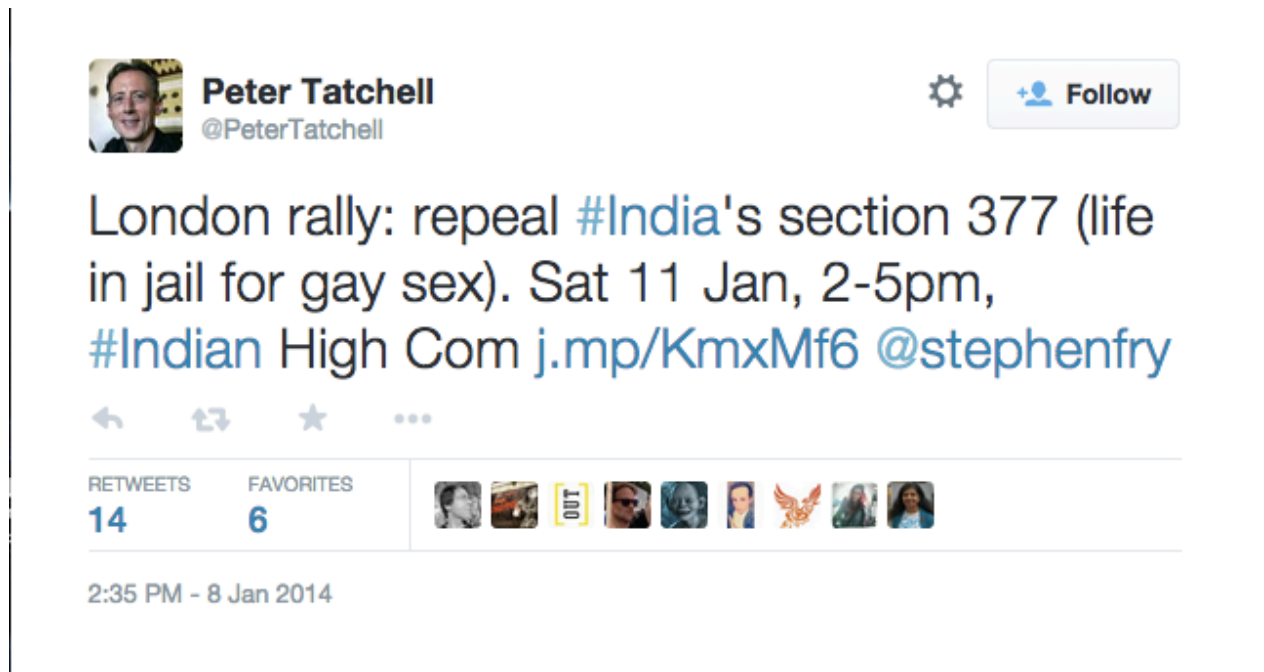 Peter Tatchell
@PeterTatchell
Follow
London rally: repeal #India's section 377 (life
in jail for gay sex). Sat 11 Jan, 2-5pm,
#Indian High Com j.mp/KmxMf6 @stephenfry
RETWEETS FAVORITES
14 6
[OUT]
2:35 PM - 8 Jan 2014